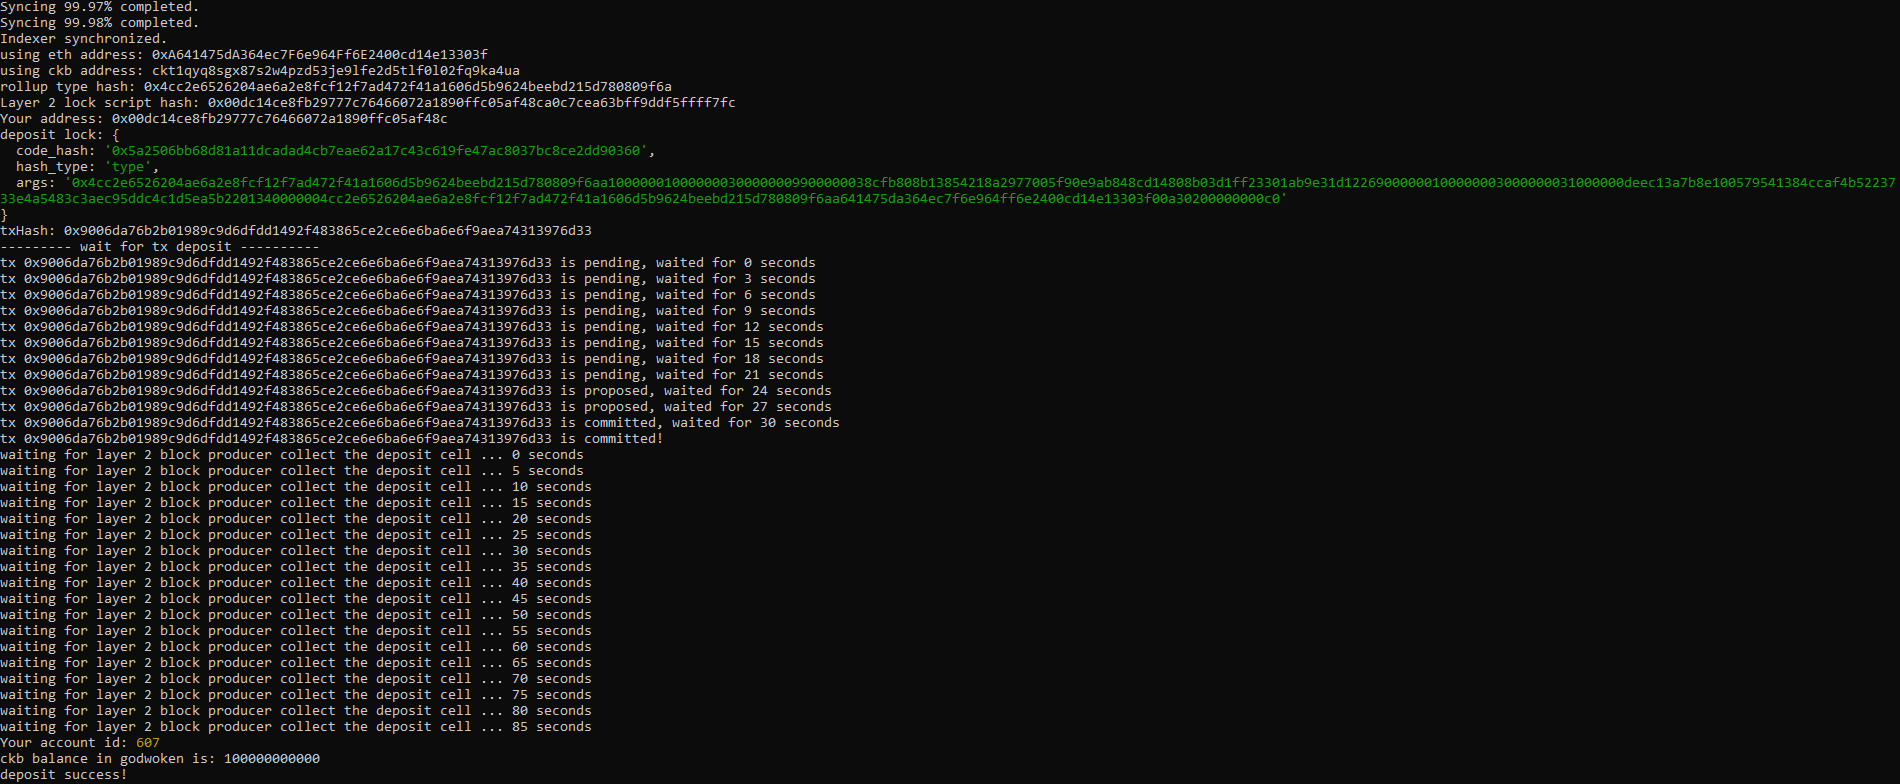 Syncing 99.97% completed.
Syncing 99.98% completed.
Indexer synchronized.
using eth address: 0xA641475dA364ec7F6e964Ff6E2400cd14e13303f
using ckb address: ckt1qyq8sgx87s2w4pzd53je9lfe2d5tlf0l02fq9ka4ua
rollup type hash: 0x4cc2e6526204ae6a2e8fcf12f7ad472f41a1606d5b9624beebd215d780809f6a
Layer 2 lock script hash: 0x00dc14ce8fb29777c76466072a1890ffc05af48ca0c7cea63bff9ddf5ffff7fc
Your address: 0x00dc14ce8fb29777c76466072a1890ffc05af48c
deposit lock: {
  code_hash: '0x5a2506bb68d81a11dcadad4cb7eae62a17c43c619fe47ac8037bc8ce2dd90360',
  hash_type: 'type',
  args: '0x4cc2e6526204ae6a2e8fcf12f7ad472f41a1606d5b9624beebd215d780809f6aa10000001000000030000000099000000038cfb808b13854218a2977005f90e9ab848cd14808b03d1ff23301ab9e31d122690000001000000030000000031000000deec13a7b8e100579541384ccaf4b52237
33e4a5483c3aec95ddc4c1d5ea5b2201340000004cc2e6526204ae6a2e8fcf12f7ad472f41a1606d5b9624beebd215d780809f6aa641475da364ec7f6e964ff6e2400cd14e13303f00a30200000000c0'
}
txHash: 0x9006da76b2b01989c9d6dfdd1492f483865ce2ce6e6ba6e6f9aea74313976d33
--------- wait for tx deposit ----------
tx 0x9006da76b2b01989c9d6dfdd1492f483865ce2ce6e6ba6e6f9aea74313976d33 is pending, waited for 0 seconds
tx 0x9006da76b2b01989c9d6dfdd1492f483865ce2ce6e6ba6e6f9aea74313976d33 is pending, waited for 3 seconds
tx 0x9006da76b2b01989c9d6dfdd1492f483865ce2ce6e6ba6e6f9aea74313976d33 is pending, waited for 6 seconds
tx 0x9006da76b2b01989c9d6dfdd1492f483865ce2ce6e6ba6e6f9aea74313976d33 is pending, waited for 9 seconds
tx 0x9006da76b2b01989c9d6dfdd1492f483865ce2ce6e6ba6e6f9aea74313976d33 is pending, waited for 12 seconds
tx 0x9006da76b2b01989c9d6dfdd1492f483865ce2ce6e6ba6e6f9aea74313976d33 is pending, waited for 15 seconds
tx 0x9006da76b2b01989c9d6dfdd1492f483865ce2ce6e6ba6e6f9aea74313976d33 is pending, waited for 18 seconds
tx 0x9006da76b2b01989c9d6dfdd1492f483865ce2ce6e6ba6e6f9aea74313976d33 is pending, waited for 21 seconds
tx 0x9006da76b2b01989c9d6dfdd1492f483865ce2ce6e6ba6e6f9aea74313976d33 is proposed, waited for 24 seconds
tx 0x9006da76b2b01989c9d6dfdd1492f483865ce2ce6e6ba6e6f9aea74313976d33 is proposed, waited for 27 seconds
tx 0x9006da76b2b01989c9d6dfdd1492f483865ce2ce6e6ba6e6f9aea74313976d33 is committed, waited for 30 seconds
tx 0x9006da76b2b01989c9d6dfdd1492f483865ce2ce6e6ba6e6f9aea74313976d33 is committed!
waiting for layer 2 block producer collect the deposit cell ... 0 seconds
waiting for layer 2 block producer collect the deposit cell ... 5 seconds
waiting for layer 2 block producer collect the deposit cell ... 10 seconds
waiting for layer 2 block producer collect the deposit cell ... 15 seconds
waiting for layer 2 block producer collect the deposit cell ... 20 seconds
waiting for layer 2 block producer collect the deposit cell ... 25 seconds
waiting for layer 2 block producer collect the deposit cell ... 30 seconds
waiting for layer 2 block producer collect the deposit cell ... 35 seconds
waiting for layer 2 block producer collect the deposit cell ... 40 seconds
waiting for layer 2 block producer collect the deposit cell ... 45 seconds
waiting for layer 2 block producer collect the deposit cell ... 50 seconds
waiting for layer 2 block producer collect the deposit cell ... 55 seconds
waiting for layer 2 block producer collect the deposit cell ... 60 seconds
waiting for layer 2 block producer collect the deposit cell ... 65 seconds
waiting for layer 2 block producer collect the deposit cell ... 70 seconds
waiting for layer 2 block producer collect the deposit cell ... 75 seconds
waiting for layer 2 block producer collect the deposit cell ... 80 seconds
waiting for layer 2 block producer collect the deposit cell ... 85 seconds
Your account id: 607
ckb balance in godwoken is: 100000000000
deposit success!